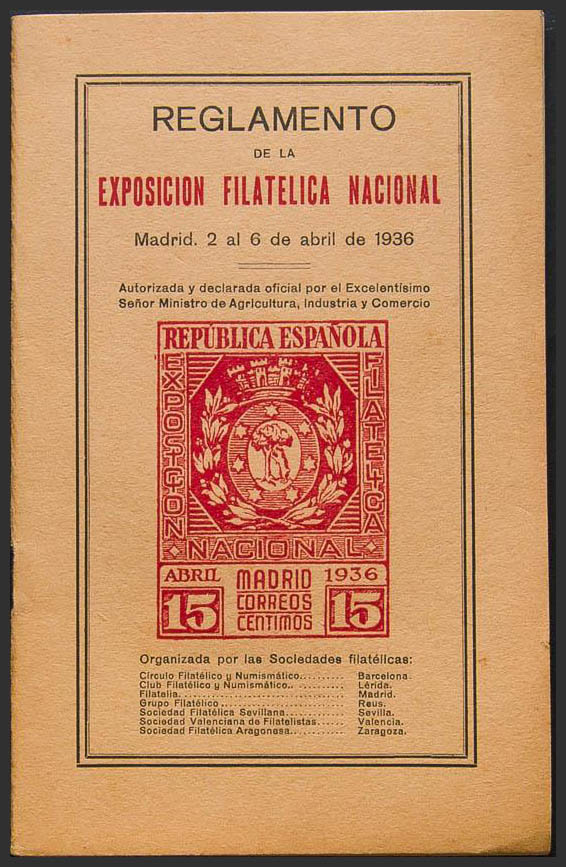 REGLAMENTO
DE LA
EXPOSICION FILATELICA NACIONAL
Madrid. 2 al 6 de abril de 1936
Autorizada y declarada oficial por el Excelentísimo
Señor Ministro de Agricultura, Industria y Comercio
REPÚBLICA ESPAÑOLA
EXPOSICION
FILATELICA
NACIONAL
ABRIL MADRID 1936
15 CORREOS 15
CENTIMOS
Organizada por las Sociedades filatélicas:
Círculo Filatélico y Numismático.......... Barcelona.
Club Filatélico y Numismático.. .......... Lérida.
Filatelia.................................. Madrid.
Grupo Filatélico .......................... Reus.
Sociedad Filatélica Sevillana............. Sevilla.
Sociedad Valenciana de Filatelistas...... Valencia.
Sociedad Filatélica Aragonesa............ Zaragoza.